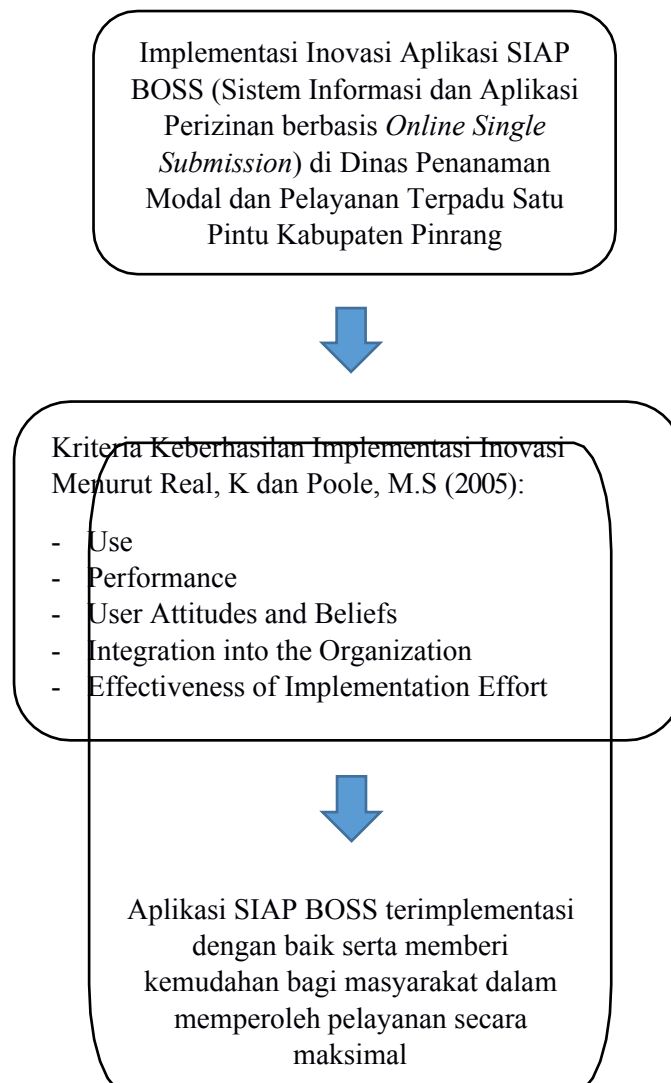 Implementasi Inovasi Aplikasi SIAP
BOSS (Sistem Informasi dan Aplikasi
Perizinan berbasis Online Single
Submission) di Dinas Penanaman
Modal dan Pelayanan Terpadu Satu
Pintu Kabupaten Pinrang
Kriteria Keberhasilan Implementasi Inovasi
Menurut Real, K dan Poole, M.S (2005):
- Use
- Performance
- User Attitudes and Beliefs
- Integration into the Organization
- Effectiveness of Implementation Effort
Aplikasi SIAP BOSS terimplementasi
dengan baik serta memberi
kemudahan bagi masyarakat dalam
memperoleh pelayanan secara
maksimal